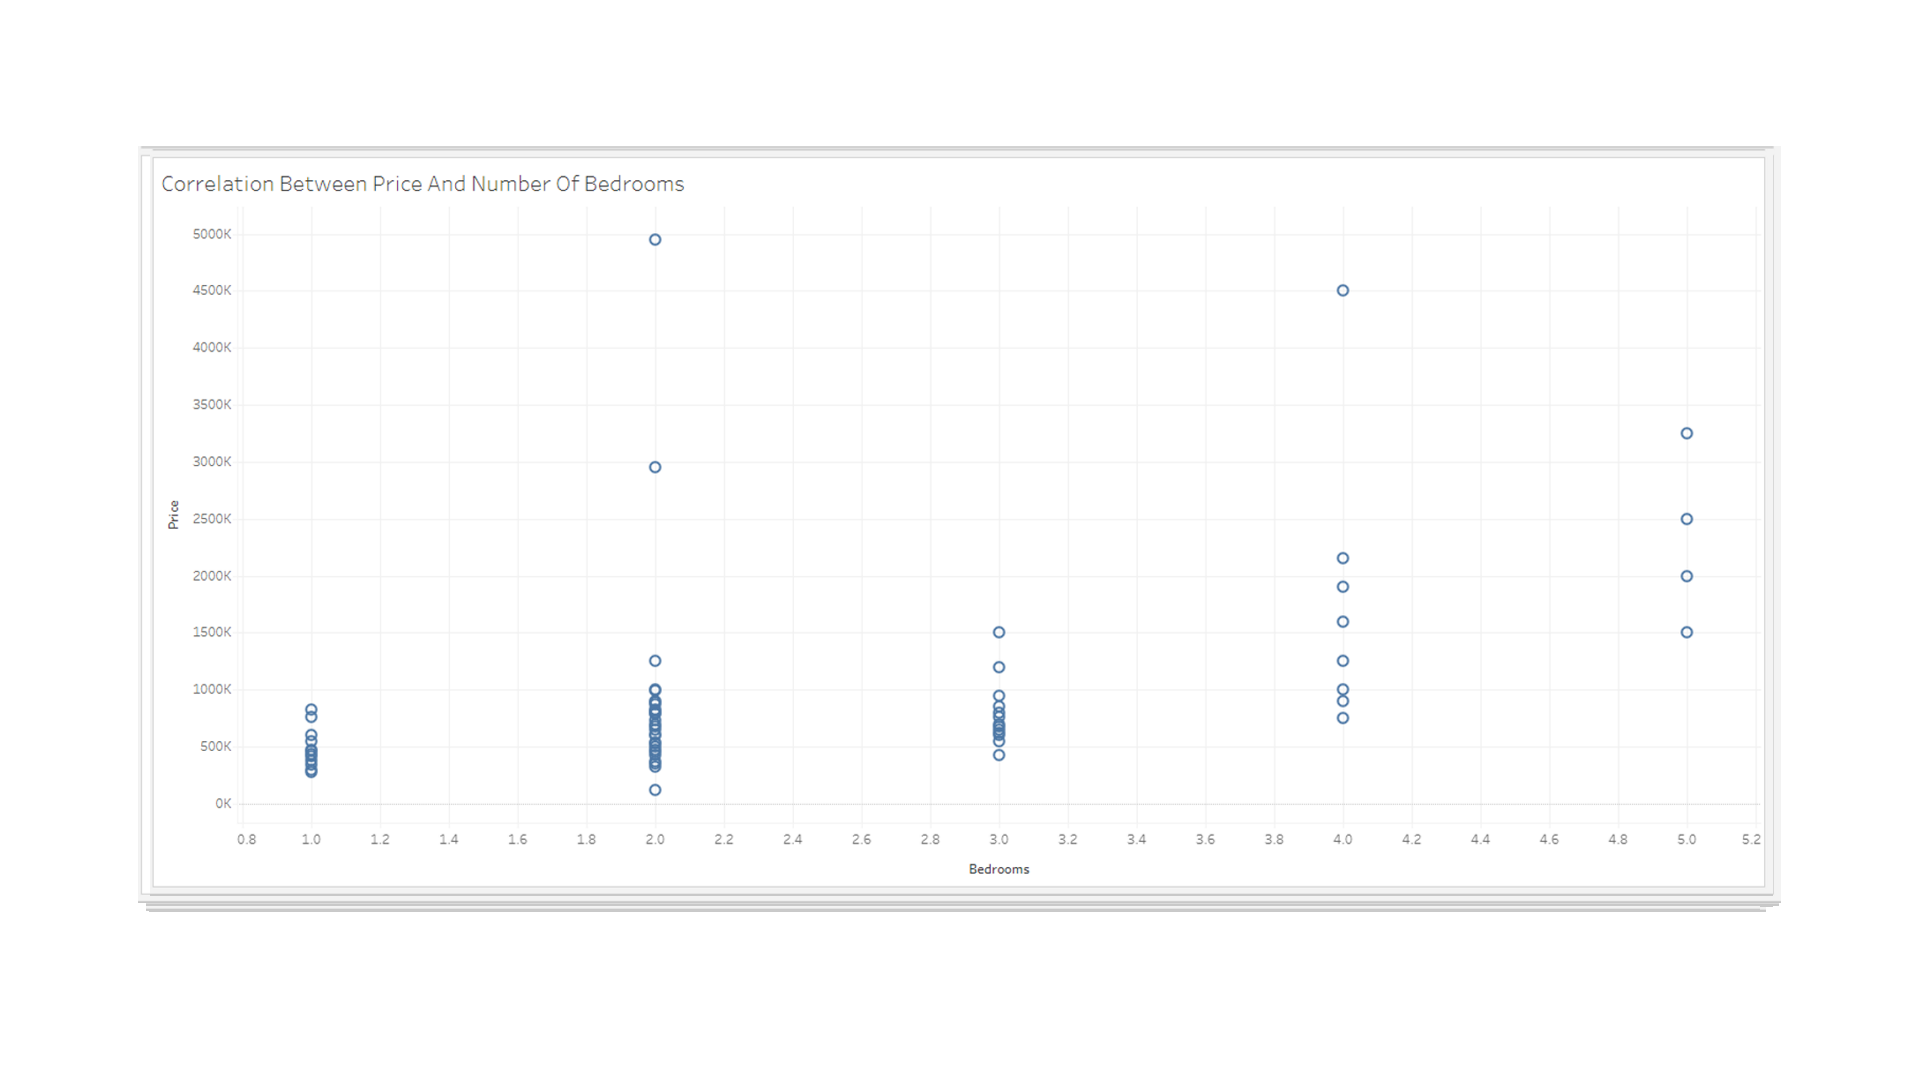 Correlation Between Price And Number Of Bedrooms
5000K
4500K
4000K
3500K
3000K
2500K
2000K
1500K
1000K
500K
0K
Price
0.8 1.0 1.2 1.4 1.6 1.8 2.0 2.2 2.4 2.6 2.8 3.0 3.2 3.4 3.6 3.8 4.0 4.2 4.4 4.6 4.8 5.0 5.2
Bedrooms